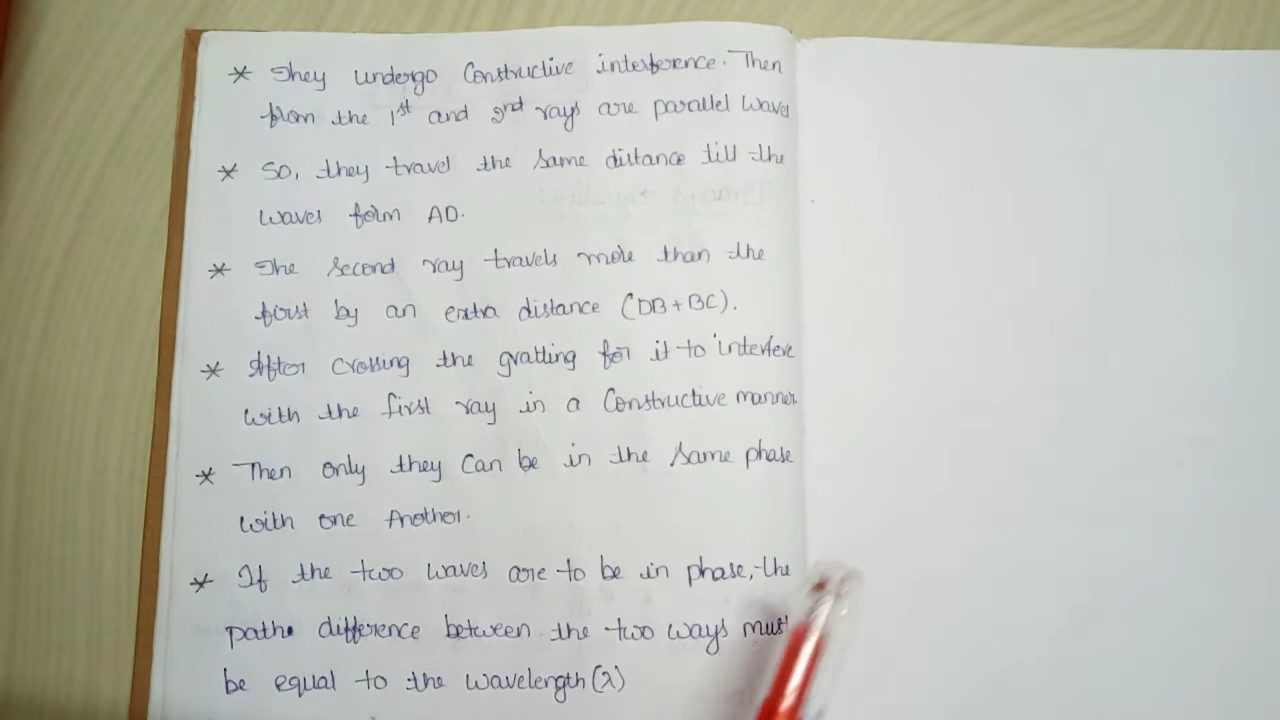 * They undergo Constructive interference. Then
from the 1st and 2nd rays are parallel waves
* So, they travel the same distance till the
waves form AD.
* The second ray travels more than the
first by an extra distance (DB+BC).
* After crossing the gratting for it to interfere
with the first ray in a Constructive manner.
* Then only they can be in the same phase
with one Another.
* If the two waves are to be in phase, the
path difference between the two ways must
be equal to the wavelength (λ)